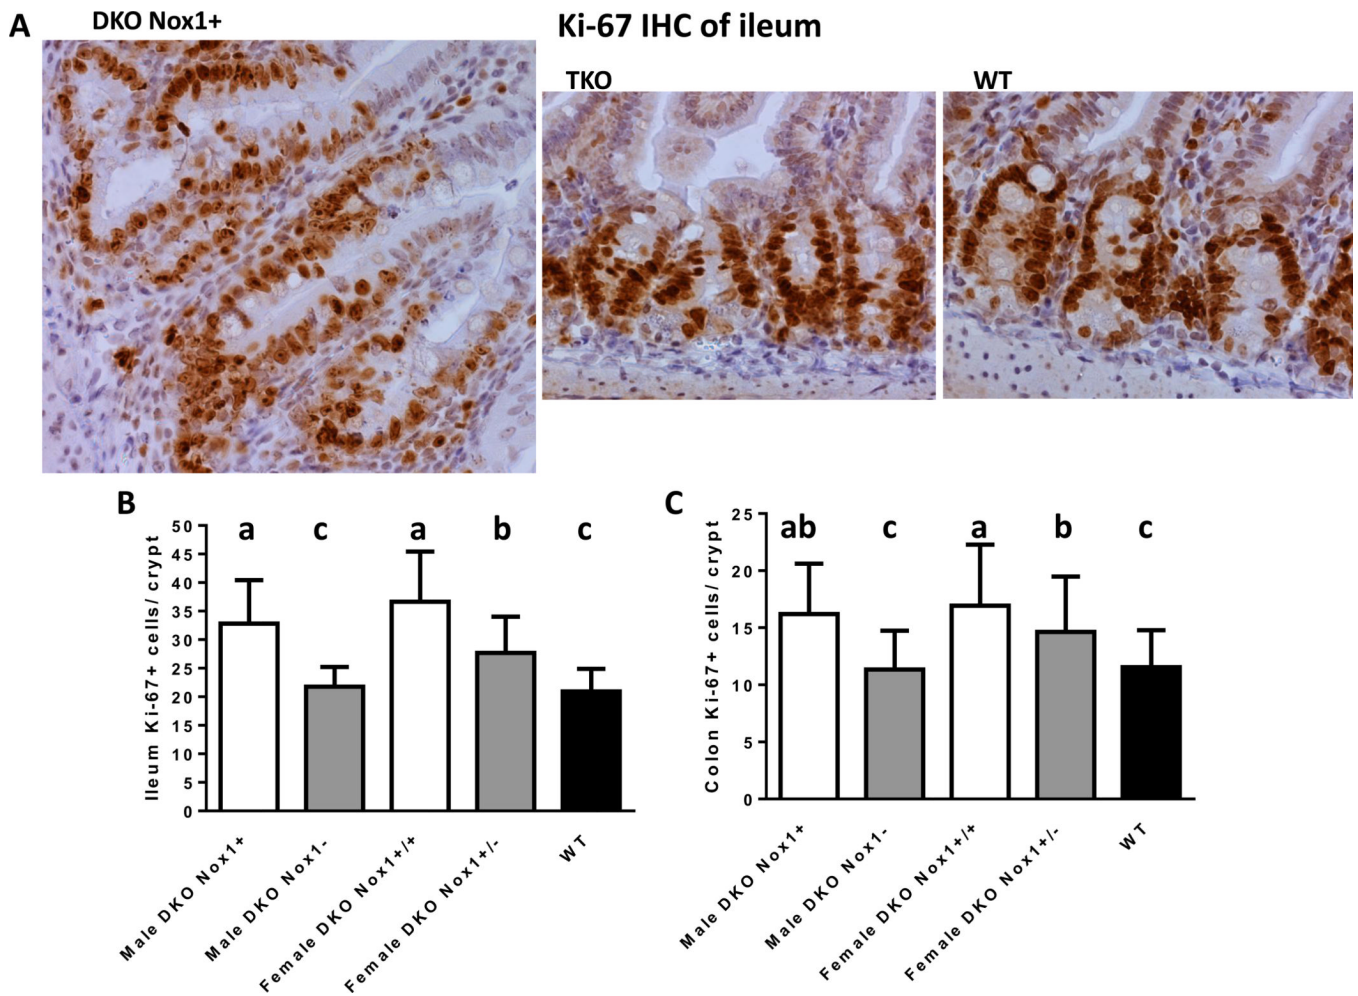 A
DKO Nox1+
Ki-67 IHC of ileum
TKO
WT
B
Ileum Ki-67+ cells/ crypt
50
45
40
35
30
25
20
15
10
5
0
a
c
a
b
c
Male DKO Nox1+
Male DKO Nox1-
Female DKO Nox1+/+
Female DKO Nox1+/-
WT
C
Colon Ki-67+ cells/ crypt
25
20
15
10
5
0
ab
c
a
b
c
Male DKO Nox1+
Male DKO Nox1-
Female DKO Nox1+/+
Female DKO Nox1+/-
WT